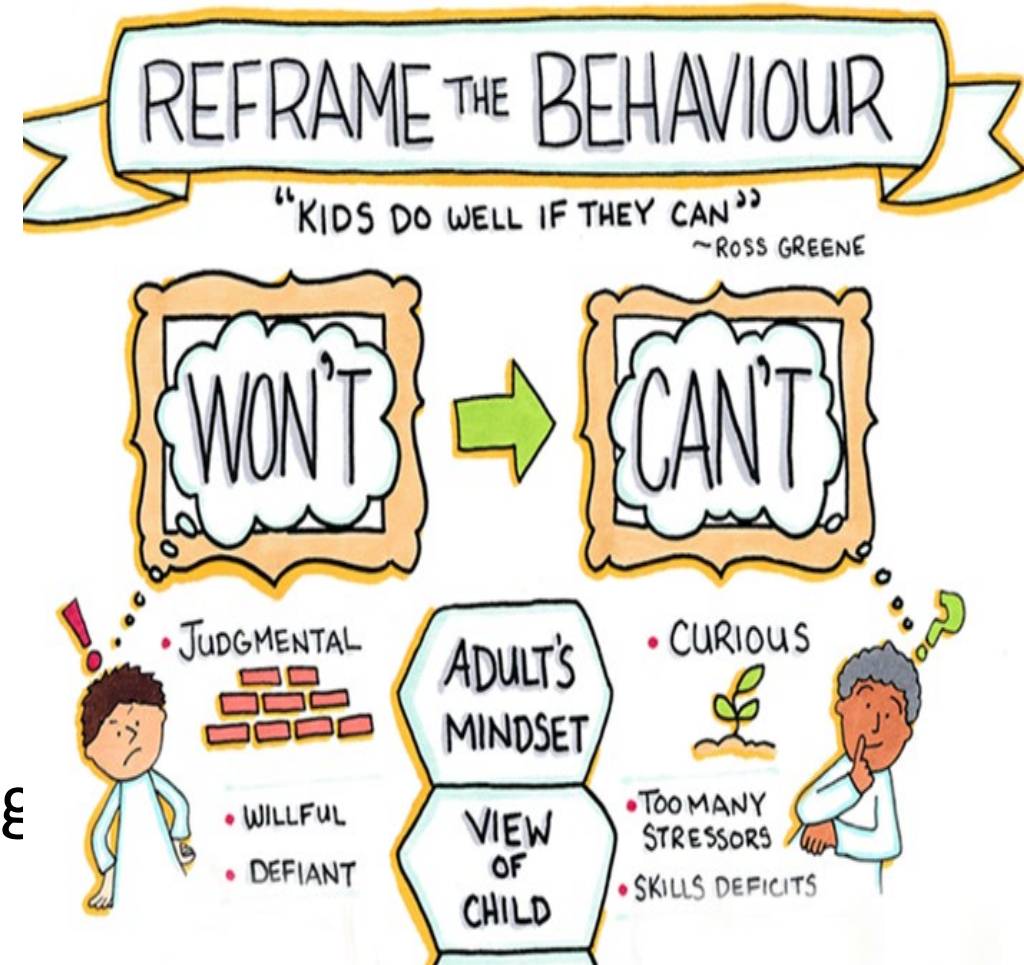 REFRAME THE BEHAVIOUR
"KIDS DO WELL IF THEY CAN"
~ROSS GREENE
WON'T
CAN'T
!
?
• JUDGMENTAL
ADULT'S
MINDSET
• CURIOUS
• WILLFUL
• DEFIANT
VIEW
OF
CHILD
• TOO MANY
STRESSORS
• SKILLS DEFICITS